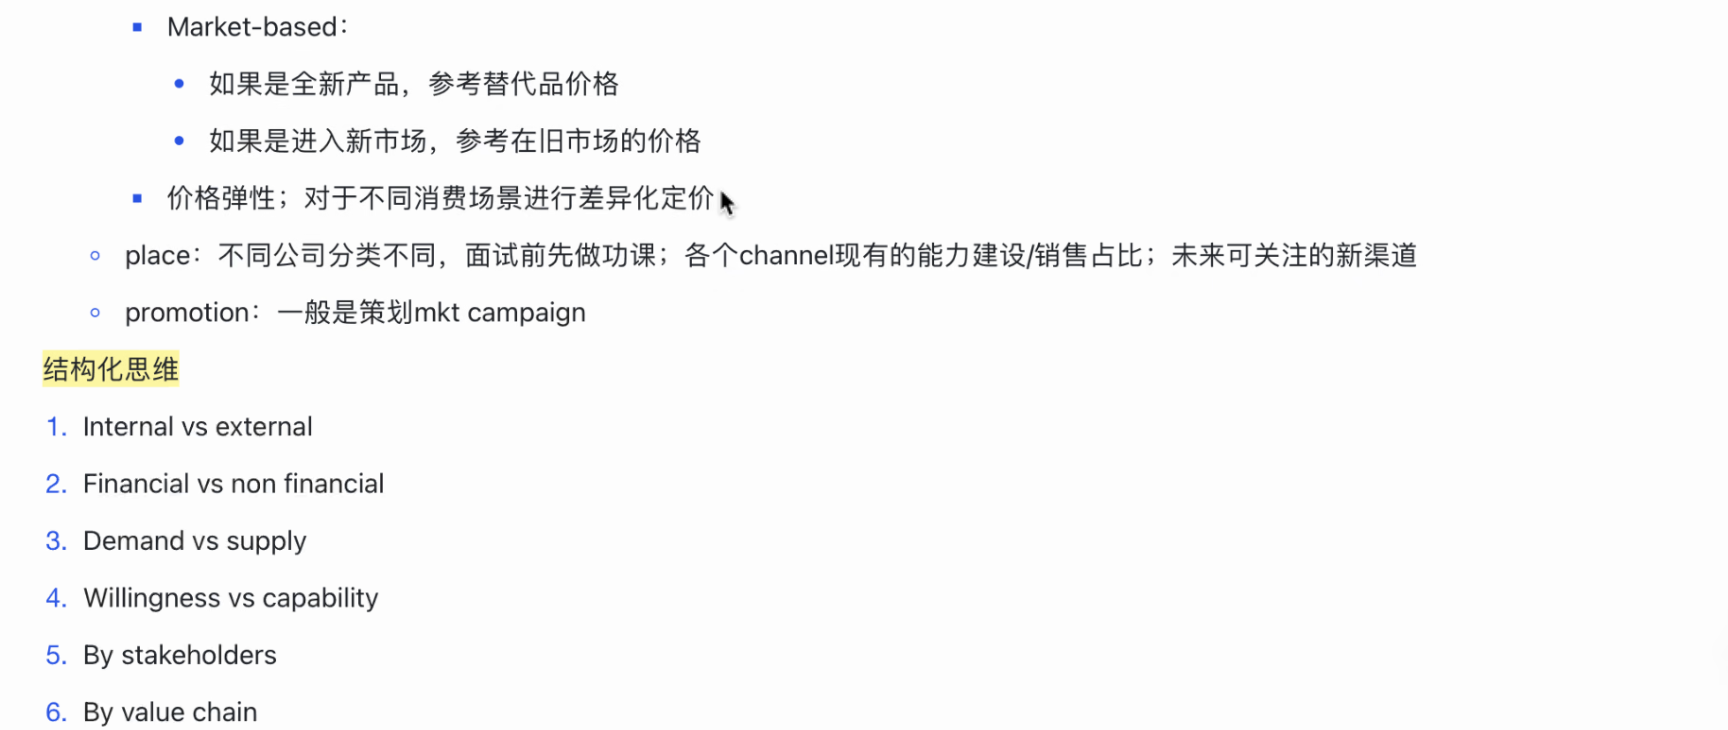 Market-based：
如果是全新产品，参考替代品价格
如果是进入新市场，参考在旧市场的价格
价格弹性；对于不同消费场景进行差异化定价
place：不同公司分类不同，面试前先做功课；各个channel现有的能力建设/销售占比；未来可关注的新渠道
promotion：一般是策划mkt campaign
结构化思维
1. Internal vs external
2. Financial vs non financial
3. Demand vs supply
4. Willingness vs capability
5. By stakeholders
6. By value chain